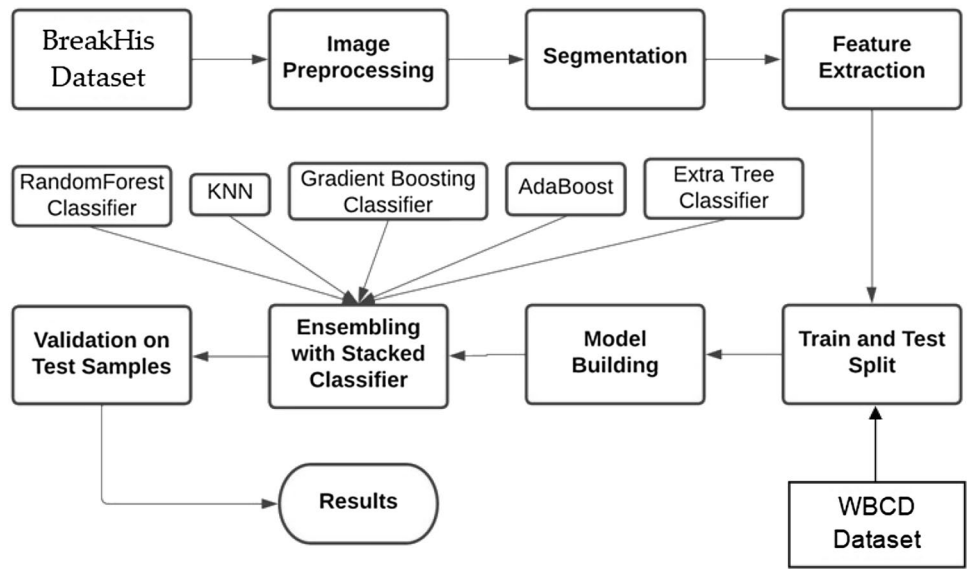 BreakHis
Dataset
Image
Preprocessing
Segmentation
Feature
Extraction
RandomForest
Classifier
KNN
Gradient Boosting
Classifier
AdaBoost
Extra Tree
Classifier
Validation on
Test Samples
Ensembling
with Stacked
Classifier
Model
Building
Train and Test
Split
Results
WBCD
Dataset